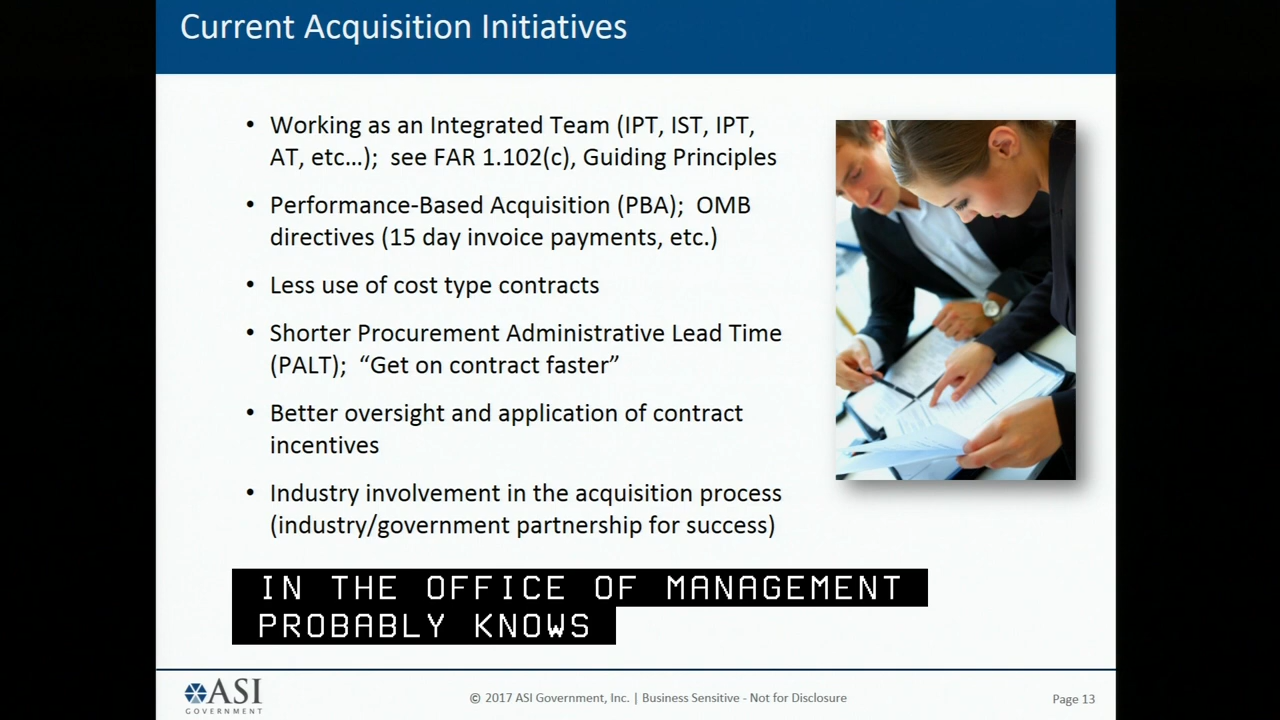 Current Acquisition Initiatives
• Working as an Integrated Team (IPT, IST, IPT,
AT, etc…); see FAR 1.102(c), Guiding Principles
• Performance-Based Acquisition (PBA); OMB
directives (15 day invoice payments, etc.)
• Less use of cost type contracts
• Shorter Procurement Administrative Lead Time
(PALT); “Get on contract faster”
• Better oversight and application of contract
incentives
• Industry involvement in the acquisition process
(industry/government partnership for success)
IN THE OFFICE OF MANAGEMENT
PROBABLY KNOWS
ASI
GOVERNMENT
© 2017 ASI Government, Inc. | Business Sensitive - Not for Disclosure
Page 13